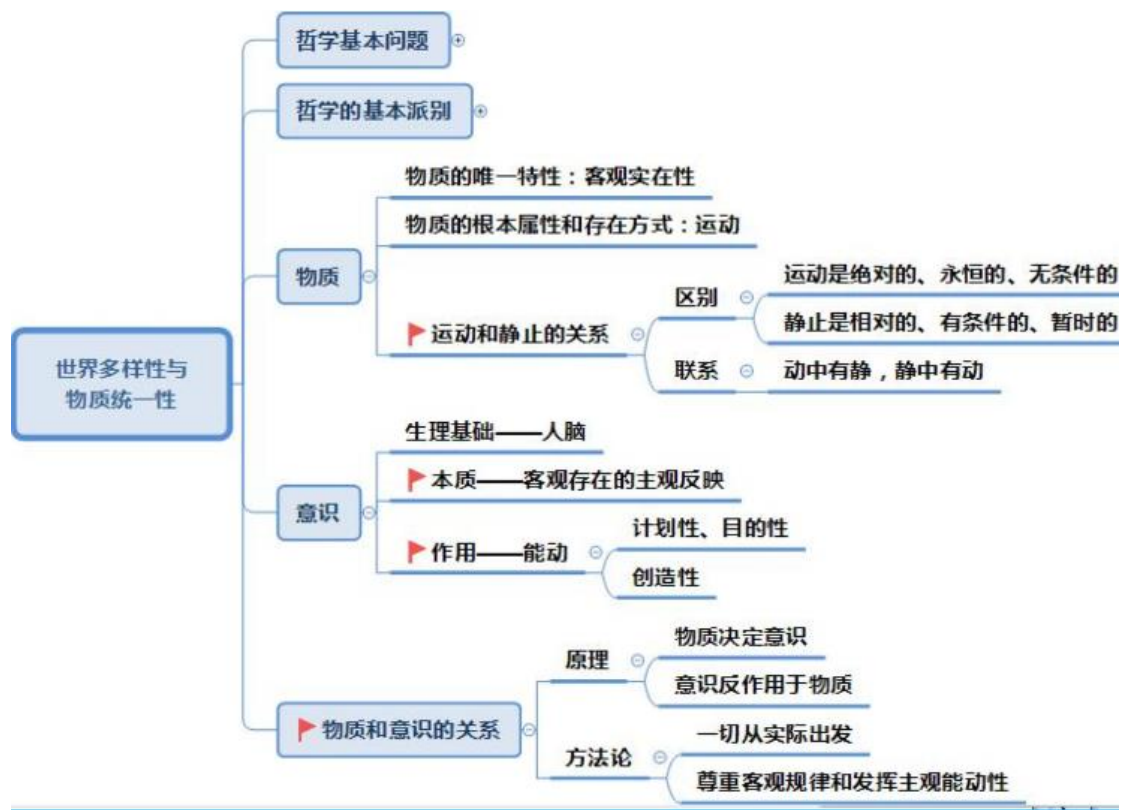 哲学基本问题
哲学的基本派别
物质的唯一特性：客观实在性
物质的根本属性和存在方式：运动
物质
运动和静止的关系
区别
运动是绝对的、永恒的、无条件的
静止是相对的、有条件的、暂时的
联系
动中有静，静中有动
世界多样性与
物质统一性
生理基础——人脑
本质——客观存在的主观反映
意识
作用——能动
计划性、目的性
创造性
物质和意识的关系
原理
物质决定意识
意识反作用于物质
方法论
一切从实际出发
尊重客观规律和发挥主观能动性